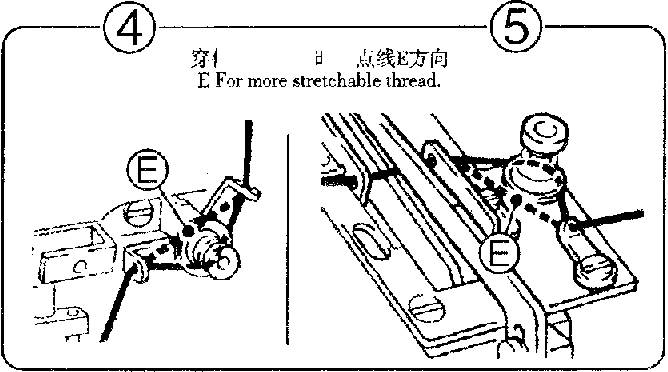 ④ ⑤
穿 点线E方向
E For more stretchable thread.
E
E